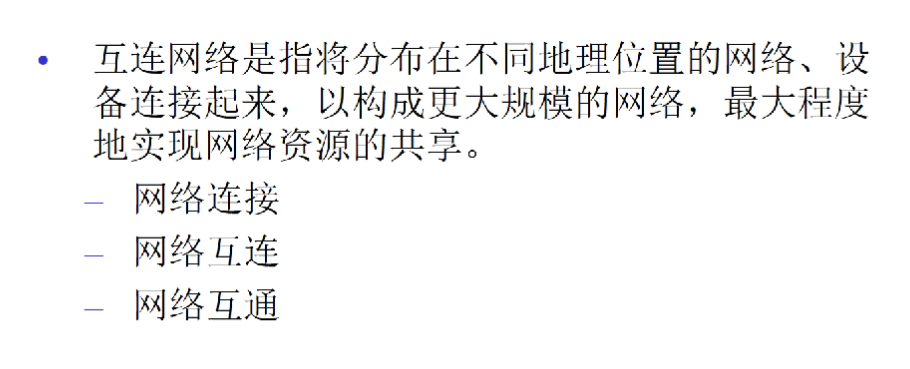 • 互连网络是指将分布在不同地理位置的网络、设
备连接起来，以构成更大规模的网络，最大程度
地实现网络资源的共享。
– 网络连接
– 网络互连
– 网络互通